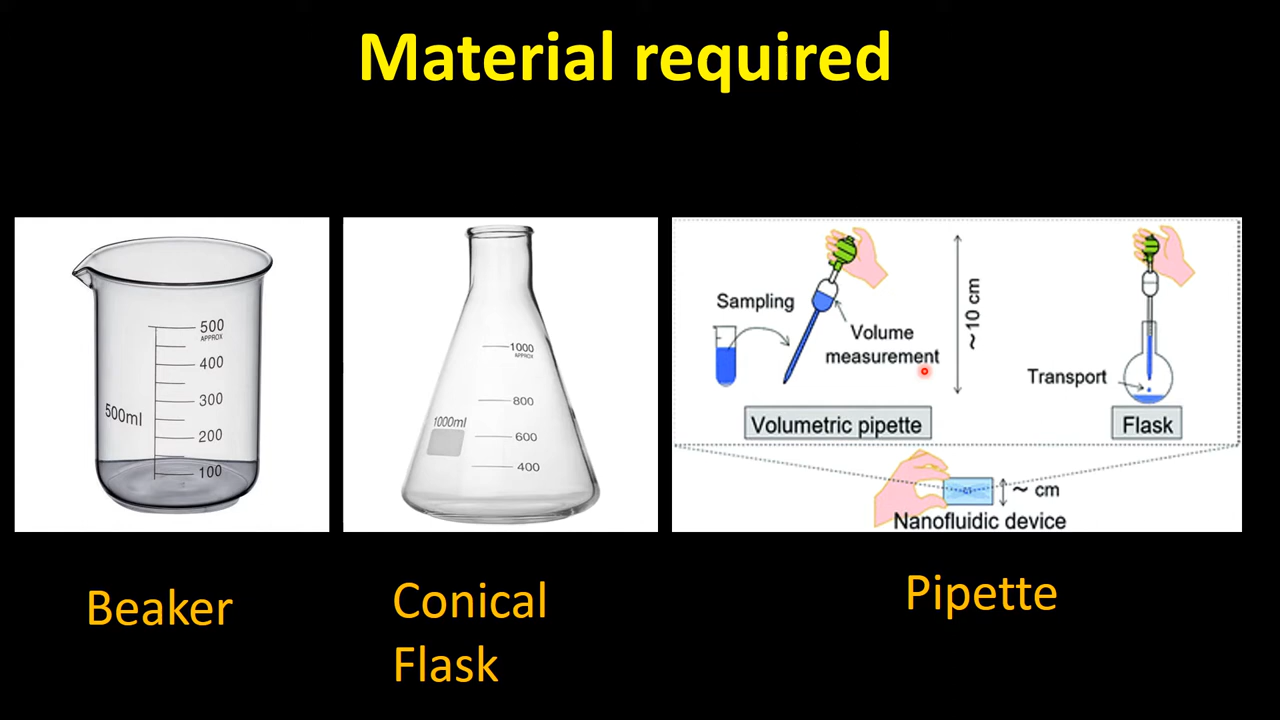 Material required
500
APPROX
400
300
500ml
200
100
1000
APPROX
800
1000ml
600
400
Sampling
Volume
measurement
~10 cm
Transport
Volumetric pipette
Flask
~ cm
Nanofluidic device
Beaker
Conical
Flask
Pipette